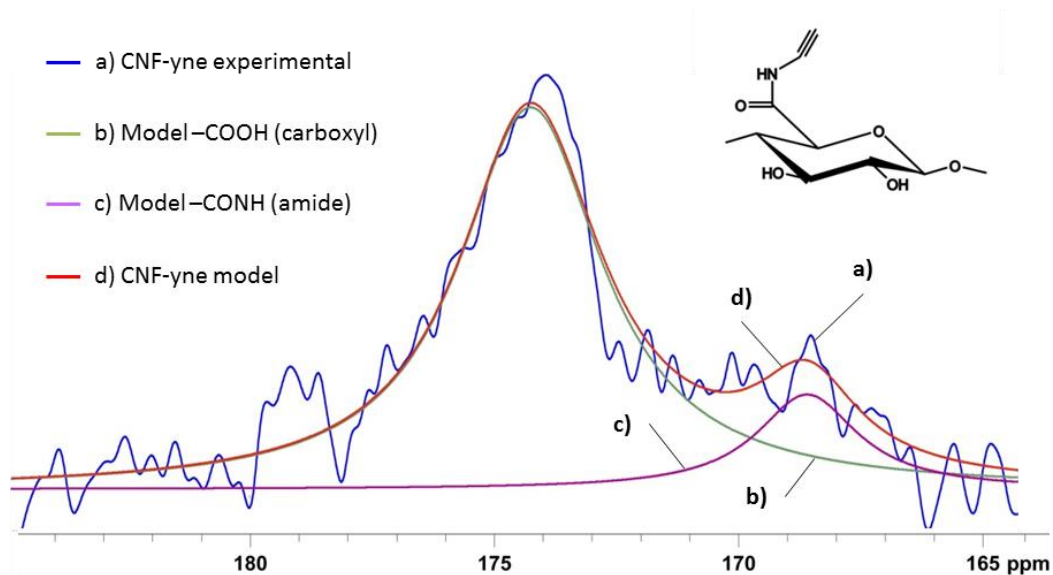 a) CNF-yne experimental
b) Model–COOH (carboxyl)
c) Model–CONH (amide)
d) CNF-yne model
HN
O
O
HO
OH
O
a)
d)
c)
b)
180 175 170 165 ppm